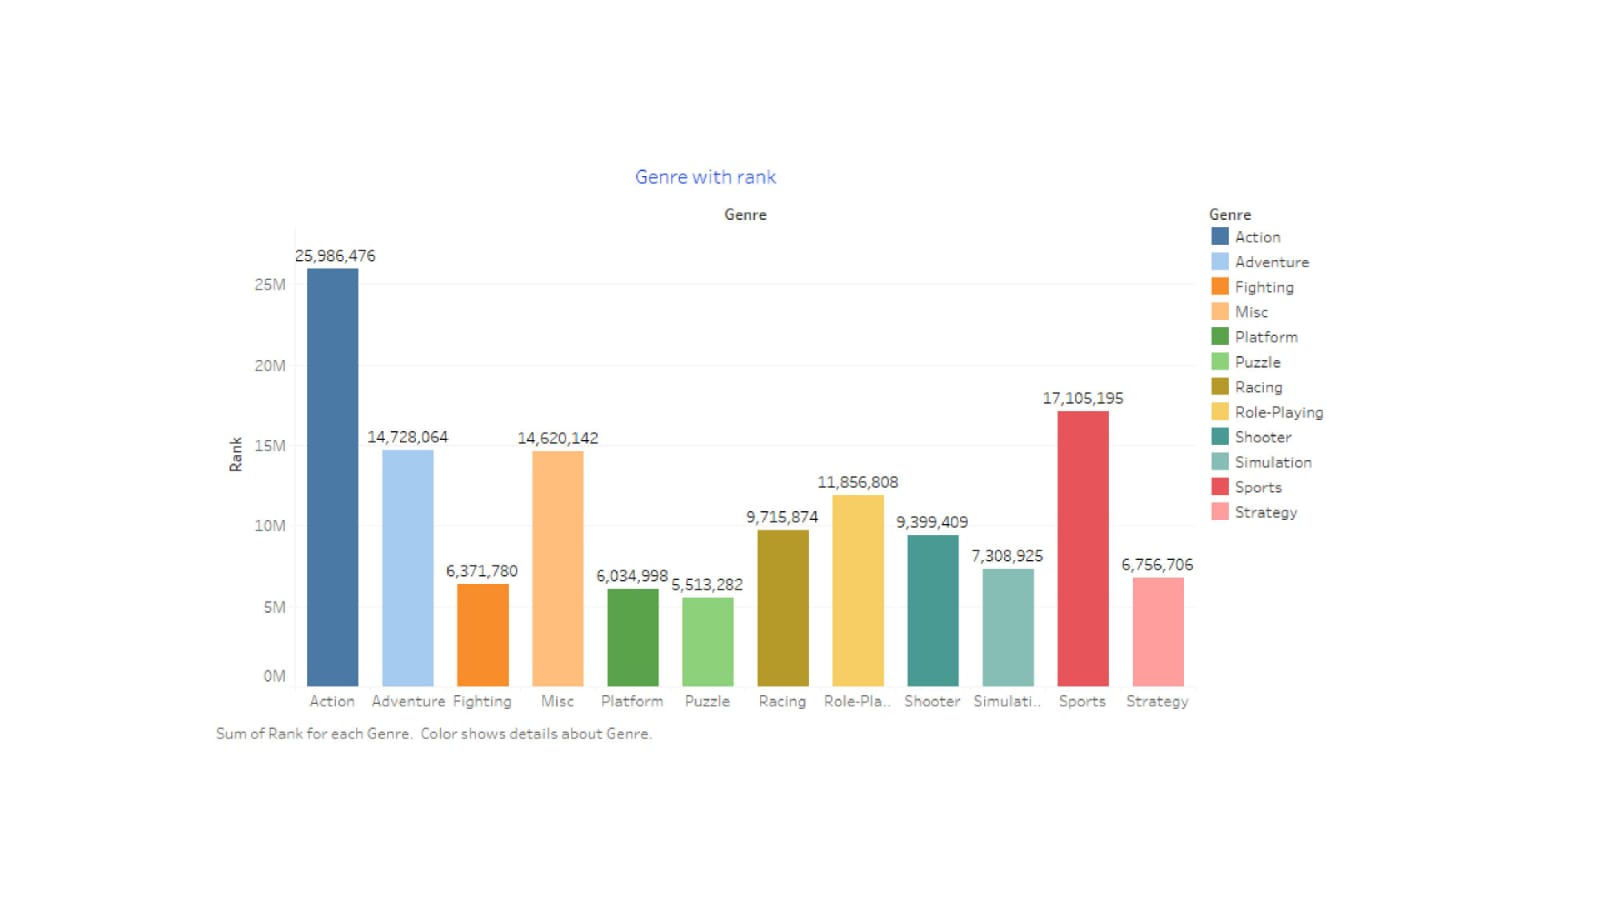 Genre with rank
Genre
25,986,476
25M
20M
15M
10M
5M
0M
Rank
14,728,064
6,371,780
14,620,142
6,034,998
5,513,282
9,715,874
11,856,808
9,399,409
7,308,925
17,105,195
6,756,706
Action
Adventure
Fighting
Misc
Platform
Puzzle
Racing
Role-Pla..
Shooter
Simulati..
Sports
Strategy
Sum of Rank for each Genre. Color shows details about Genre.
Genre
Action
Adventure
Fighting
Misc
Platform
Puzzle
Racing
Role-Playing
Shooter
Simulation
Sports
Strategy